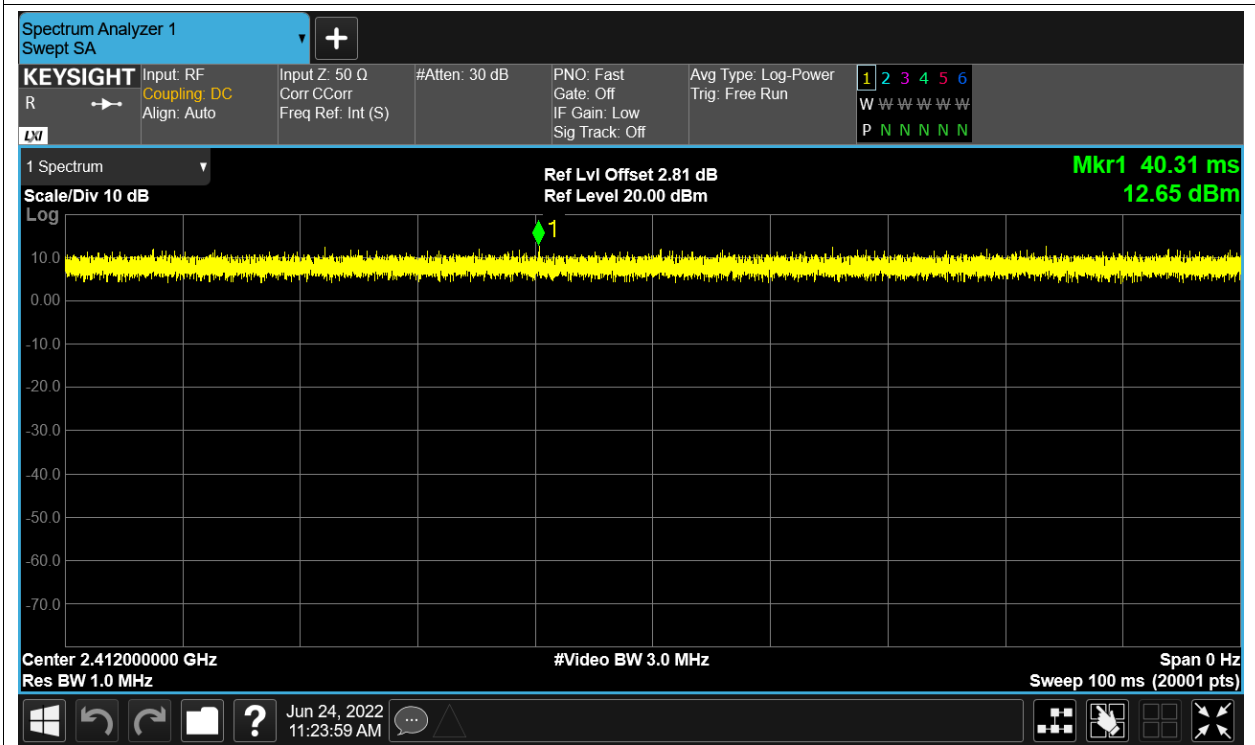 Spectrum Analyzer 1
Swept SA
KEYSIGHT Input: RF Input Z: 50 Ω #Atten: 30 dB PNO: Fast Avg Type: Log-Power 1 2 3 4 5 6
R Coupling: DC Corr CCorr Gate: Off Trig: Free Run W W W W W W
Align: Auto Freq Ref: Int (S) IF Gain: Low
LXI Sig Track: Off P N N N N N
1 Spectrum Ref Lvl Offset 2.81 dB Mkr1 40.31 ms
Scale/Div 10 dB Ref Level 20.00 dBm 12.65 dBm
Log
1
10.0
0.00
-10.0
-20.0
-30.0
-40.0
-50.0
-60.0
-70.0
Center 2.412000000 GHz #Video BW 3.0 MHz Span 0 Hz
Res BW 1.0 MHz Sweep 100 ms (20001 pts)
? Jun 24, 2022
11:23:59 AM